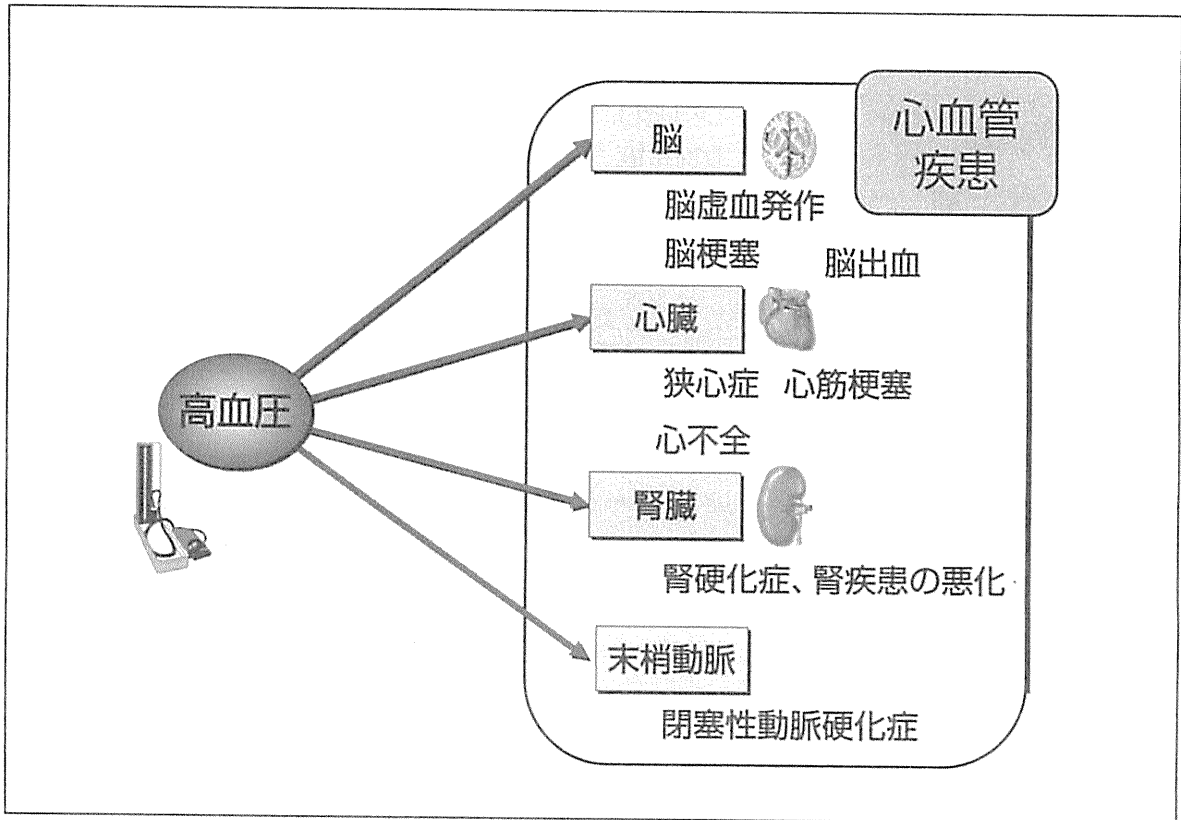 心血管
疾患
脳
脳虚血発作
脳梗塞 脳出血
心臓
狭心症 心筋梗塞
心不全
高血圧
腎臓
腎硬化症、腎疾患の悪化
末梢動脈
閉塞性動脈硬化症